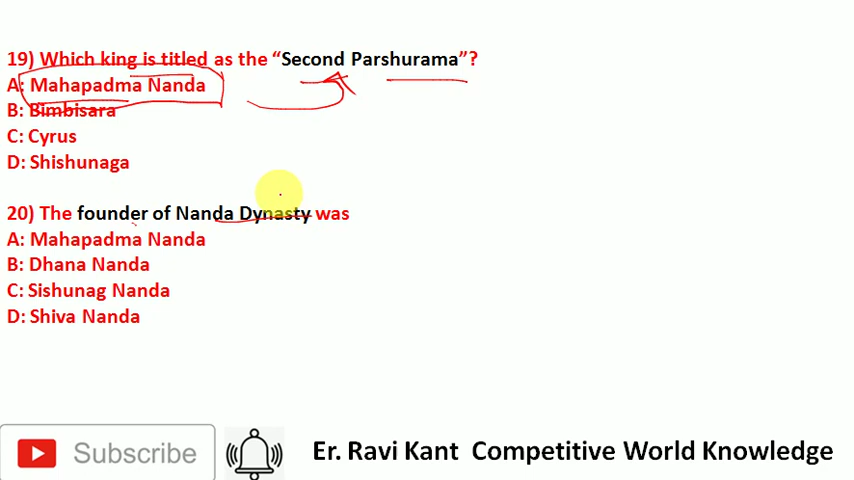 19) Which king is titled as the “Second Parshurama”?
A: Mahapadma Nanda
B: Bimbisara
C: Cyrus
D: Shishunaga
20) The founder of Nanda Dynasty was
A: Mahapadma Nanda
B: Dhana Nanda
C: Sishunag Nanda
D: Shiva Nanda
Subscribe
Er. Ravi Kant Competitive World Knowledge